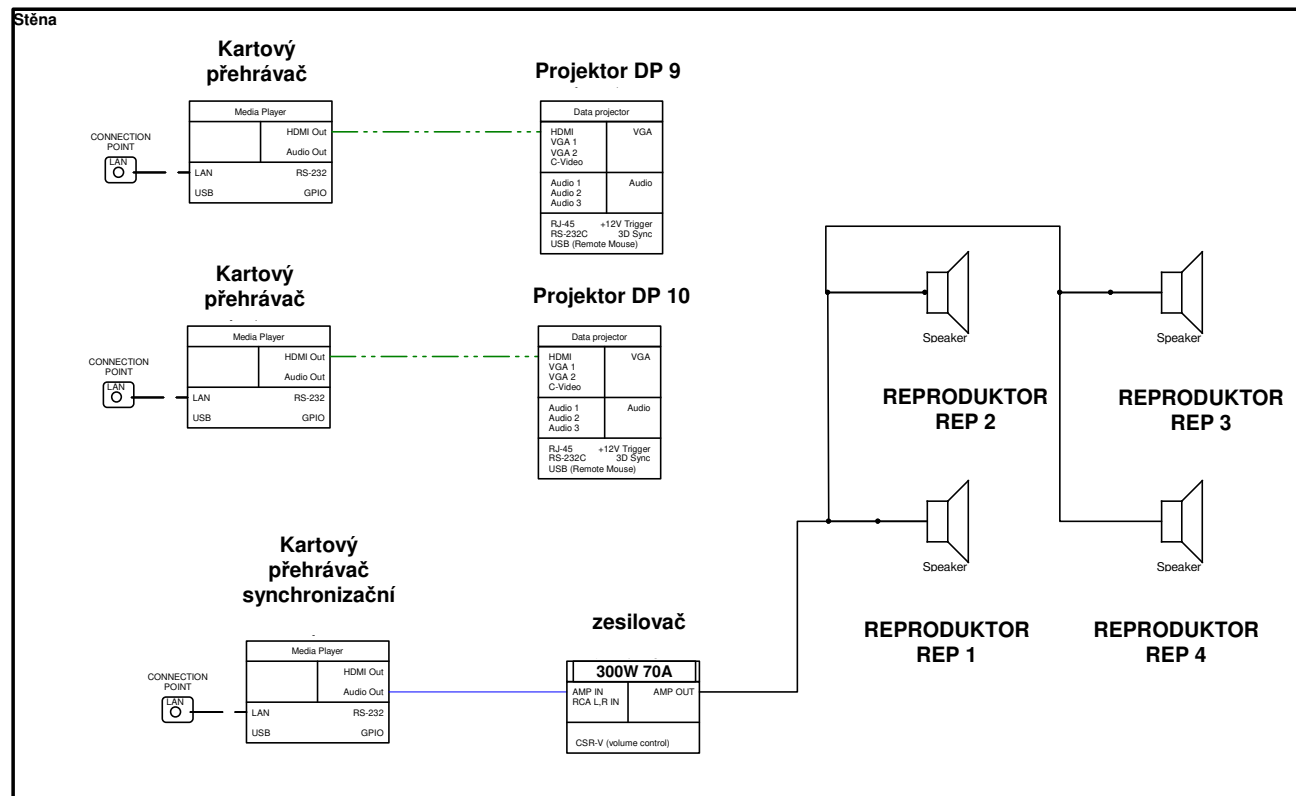 Stěna
Kartový
přehrávač
Projektor DP 9
Media Player
HDMI Out
Audio Out
LAN RS-232
USB GPIO
CONNECTION
POINT
LAN
Data projector
HDMI VGA
VGA 1
VGA 2
C-Video
Audio 1 Audio
Audio 2
Audio 3
RJ-45 +12V Trigger
RS-232C 3D Sync
USB (Remote Mouse)
Kartový
přehrávač
Projektor DP 10
Media Player
HDMI Out
Audio Out
LAN RS-232
USB GPIO
CONNECTION
POINT
LAN
Data projector
HDMI VGA
VGA 1
VGA 2
C-Video
Audio 1 Audio
Audio 2
Audio 3
RJ-45 +12V Trigger
RS-232C 3D Sync
USB (Remote Mouse)
Speaker
Speaker
REPRODUKTOR
REP 2
REPRODUKTOR
REP 3
Speaker
Speaker
REPRODUKTOR
REP 1
REPRODUKTOR
REP 4
Kartový
přehrávač
synchronizační
Media Player
HDMI Out
Audio Out
LAN RS-232
USB GPIO
CONNECTION
POINT
LAN
zesilovač
300W 70A
AMP IN AMP OUT
RCA L,R IN
CSR-V (volume control)